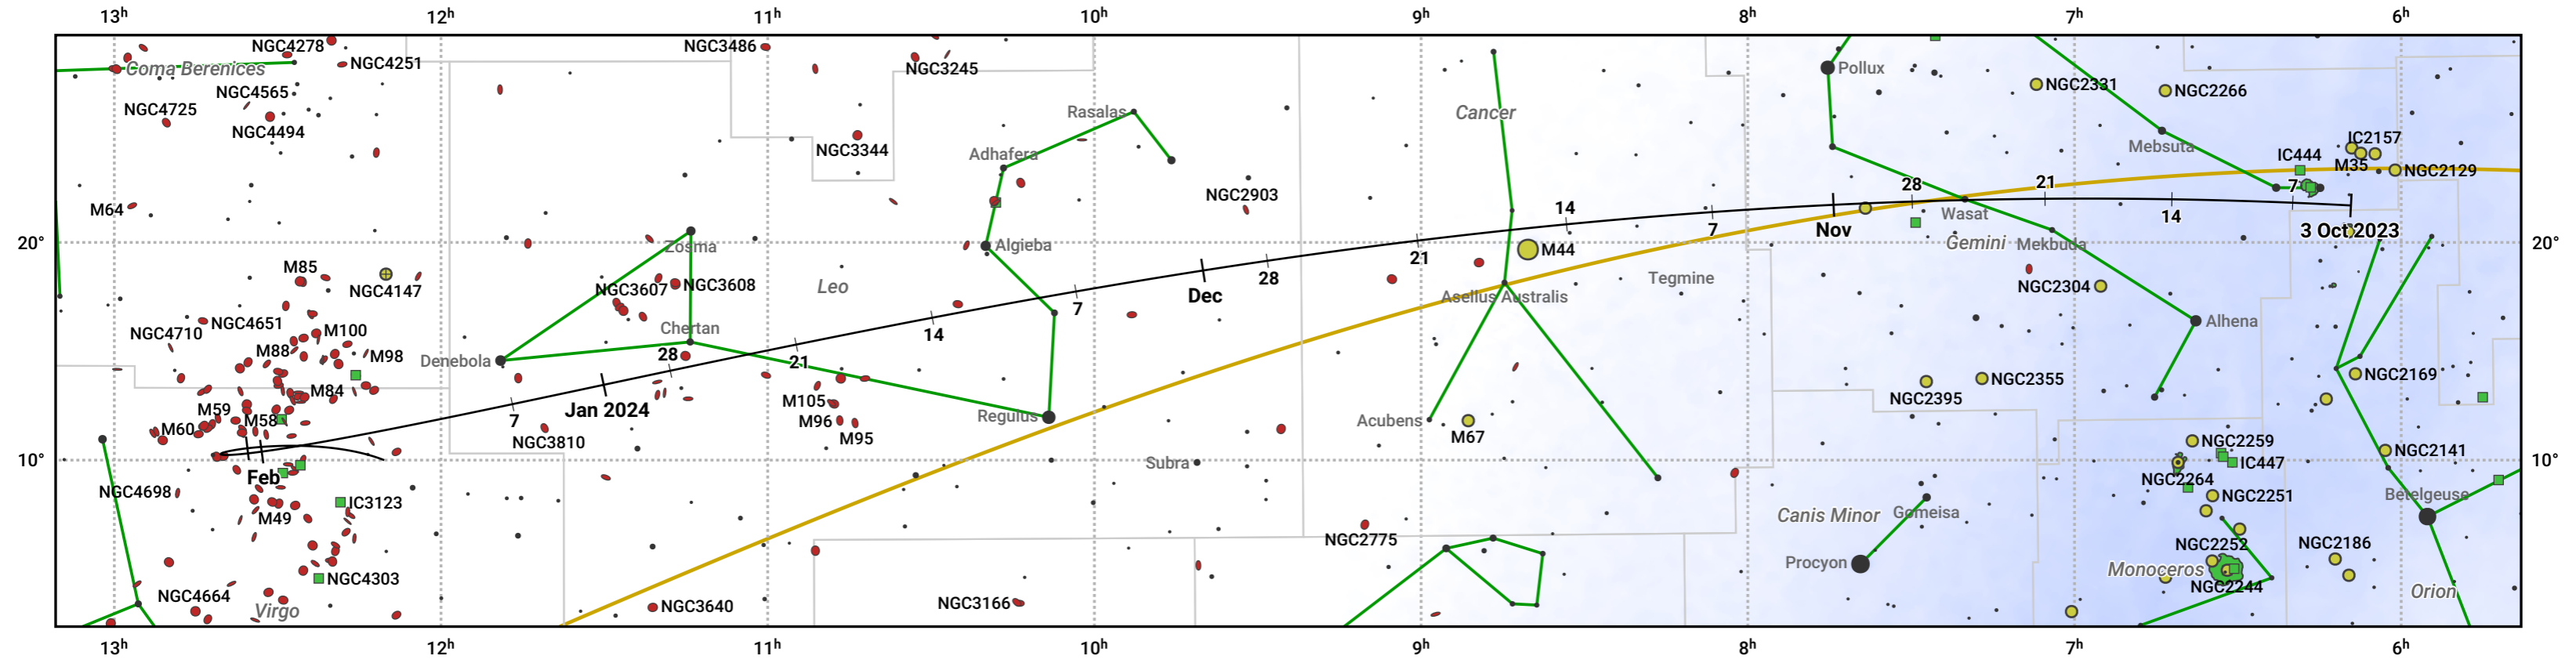 13ʰ 12ʰ 11ʰ 10ʰ 9ʰ 8ʰ 7ʰ 6ʰ
NGC4278
NGC4251
Coma Berenices
NGC4565
NGC4725
NGC4494
NGC3486
NGC3245
NGC3344
Rasalas
Adhafera
Cancer
Pollux
NGC2331
NGC2266
Mebsuta
IC2157
IC444
M35
NGC2129
M64
NGC2903
28
21
7
14
14
7
Nov
Wasat
Gemini
Mekbuda
3 Oct 2023
20°
20°
Zosma
Algieba
M44
21
28
Dec
M85
NGC4147
NGC3607
NGC3608
Leo
Tegmine
Asellus Australis
NGC2304
7
14
NGC4710
NGC4651
M100
M88
M98
Chertan
28
21
Denebola
Alhena
M84
M59
M58
M60
Jan 2024
7
NGC3810
M105
M96
M95
Regulus
Acubens
M67
NGC2395
NGC2355
NGC2169
10°
10°
Feb
Subra
NGC2259
IC447
NGC2264
NGC2251
NGC2141
NGC4698
M49
IC3123
Betelgeuse
Canis Minor
Gomeisa
NGC2775
Procyon
NGC2252
NGC2186
NGC4303
Monoceros
NGC2244
NGC4664
Virgo
NGC3640
NGC3166
Orion
13ʰ 12ʰ 11ʰ 10ʰ 9ʰ 8ʰ 7ʰ 6ʰ